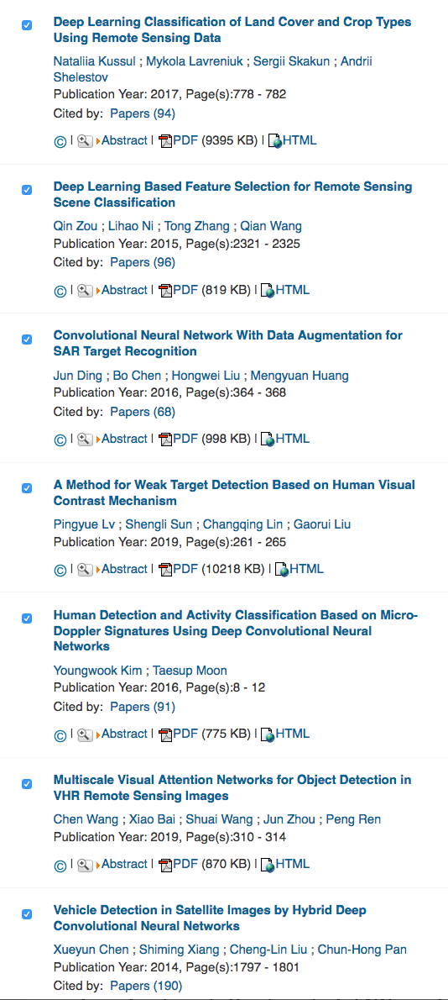 Deep Learning Classification of Land Cover and Crop Types
Using Remote Sensing Data
Nataliia Kussul ; Mykola Lavreniuk ; Sergii Skakun ; Andrii
Shelestov
Publication Year: 2017, Page(s):778 - 782
Cited by: Papers (94)
© | Abstract | PDF (9395 KB) | HTML
Deep Learning Based Feature Selection for Remote Sensing
Scene Classification
Qin Zou ; Lihao Ni ; Tong Zhang ; Qian Wang
Publication Year: 2015, Page(s):2321 - 2325
Cited by: Papers (96)
© | Abstract | PDF (819 KB) | HTML
Convolutional Neural Network With Data Augmentation for
SAR Target Recognition
Jun Ding ; Bo Chen ; Hongwei Liu ; Mengyuan Huang
Publication Year: 2016, Page(s):364 - 368
Cited by: Papers (68)
© | Abstract | PDF (998 KB) | HTML
A Method for Weak Target Detection Based on Human Visual
Contrast Mechanism
Pingyue Lv ; Shengli Sun ; Changqing Lin ; Gaorui Liu
Publication Year: 2019, Page(s):261 - 265
© | Abstract | PDF (10218 KB) | HTML
Human Detection and Activity Classification Based on Micro-
Doppler Signatures Using Deep Convolutional Neural
Networks
Youngwook Kim ; Taesup Moon
Publication Year: 2016, Page(s):8 - 12
Cited by: Papers (91)
© | Abstract | PDF (775 KB) | HTML
Multiscale Visual Attention Networks for Object Detection in
VHR Remote Sensing Images
Chen Wang ; Xiao Bai ; Shuai Wang ; Jun Zhou ; Peng Ren
Publication Year: 2019, Page(s):310 - 314
© | Abstract | PDF (870 KB) | HTML
Vehicle Detection in Satellite Images by Hybrid Deep
Convolutional Neural Networks
Xueyun Chen ; Shiming Xiang ; Cheng-Lin Liu ; Chun-Hong Pan
Publication Year: 2014, Page(s):1797 - 1801
Cited by: Papers (190)